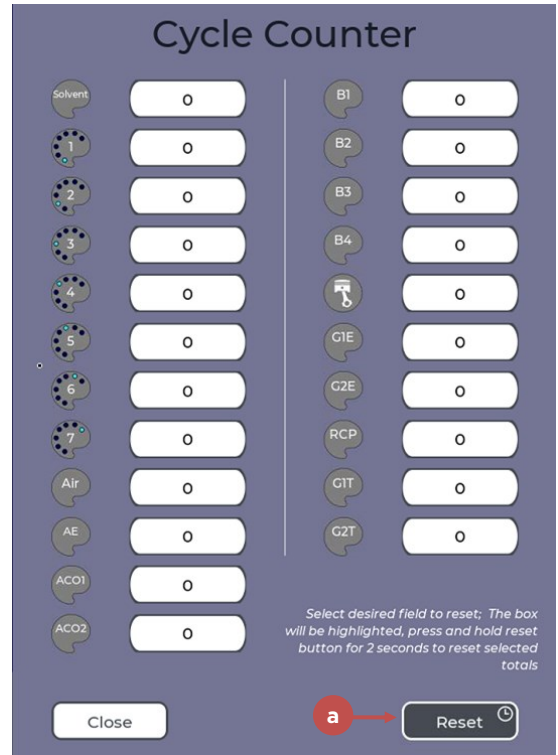 Cycle Counter
Solvent 0
1 0
2 0
3 0
4 0
5 0
6 0
7 0
Air 0
AE 0
ACO1 0
ACO2 0
B1 0
B2 0
B3 0
B4 0
0
G1E 0
G2E 0
RCP 0
G1T 0
G2T 0
Select desired field to reset; The box
will be highlighted, press and hold reset
button for 2 seconds to reset selected
totals
Close
a
Reset